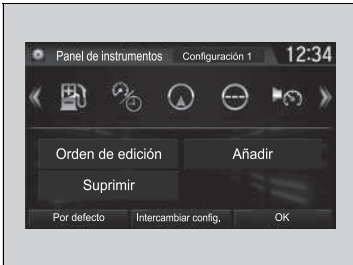 Panel de instrumentos Configuración 1 12:34
Orden de edición Añadir
Suprimir
Por defecto Intercambiar config, OK